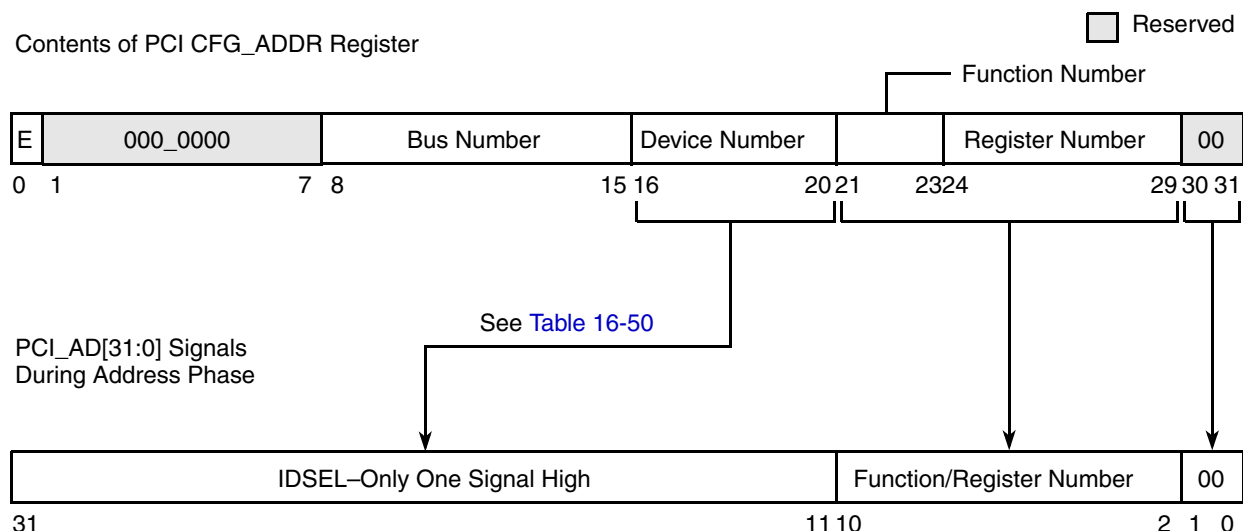 Reserved
Contents of PCI CFG_ADDR Register
Function Number
E 000_0000 Bus Number Device Number Register Number 00
0 1 7 8 15 16 20 21 23 24 29 30 31
See Table 16-50
PCI_AD[31:0] Signals
During Address Phase
IDSEL–Only One Signal High Function/Register Number 00
31 11 10 2 1 0